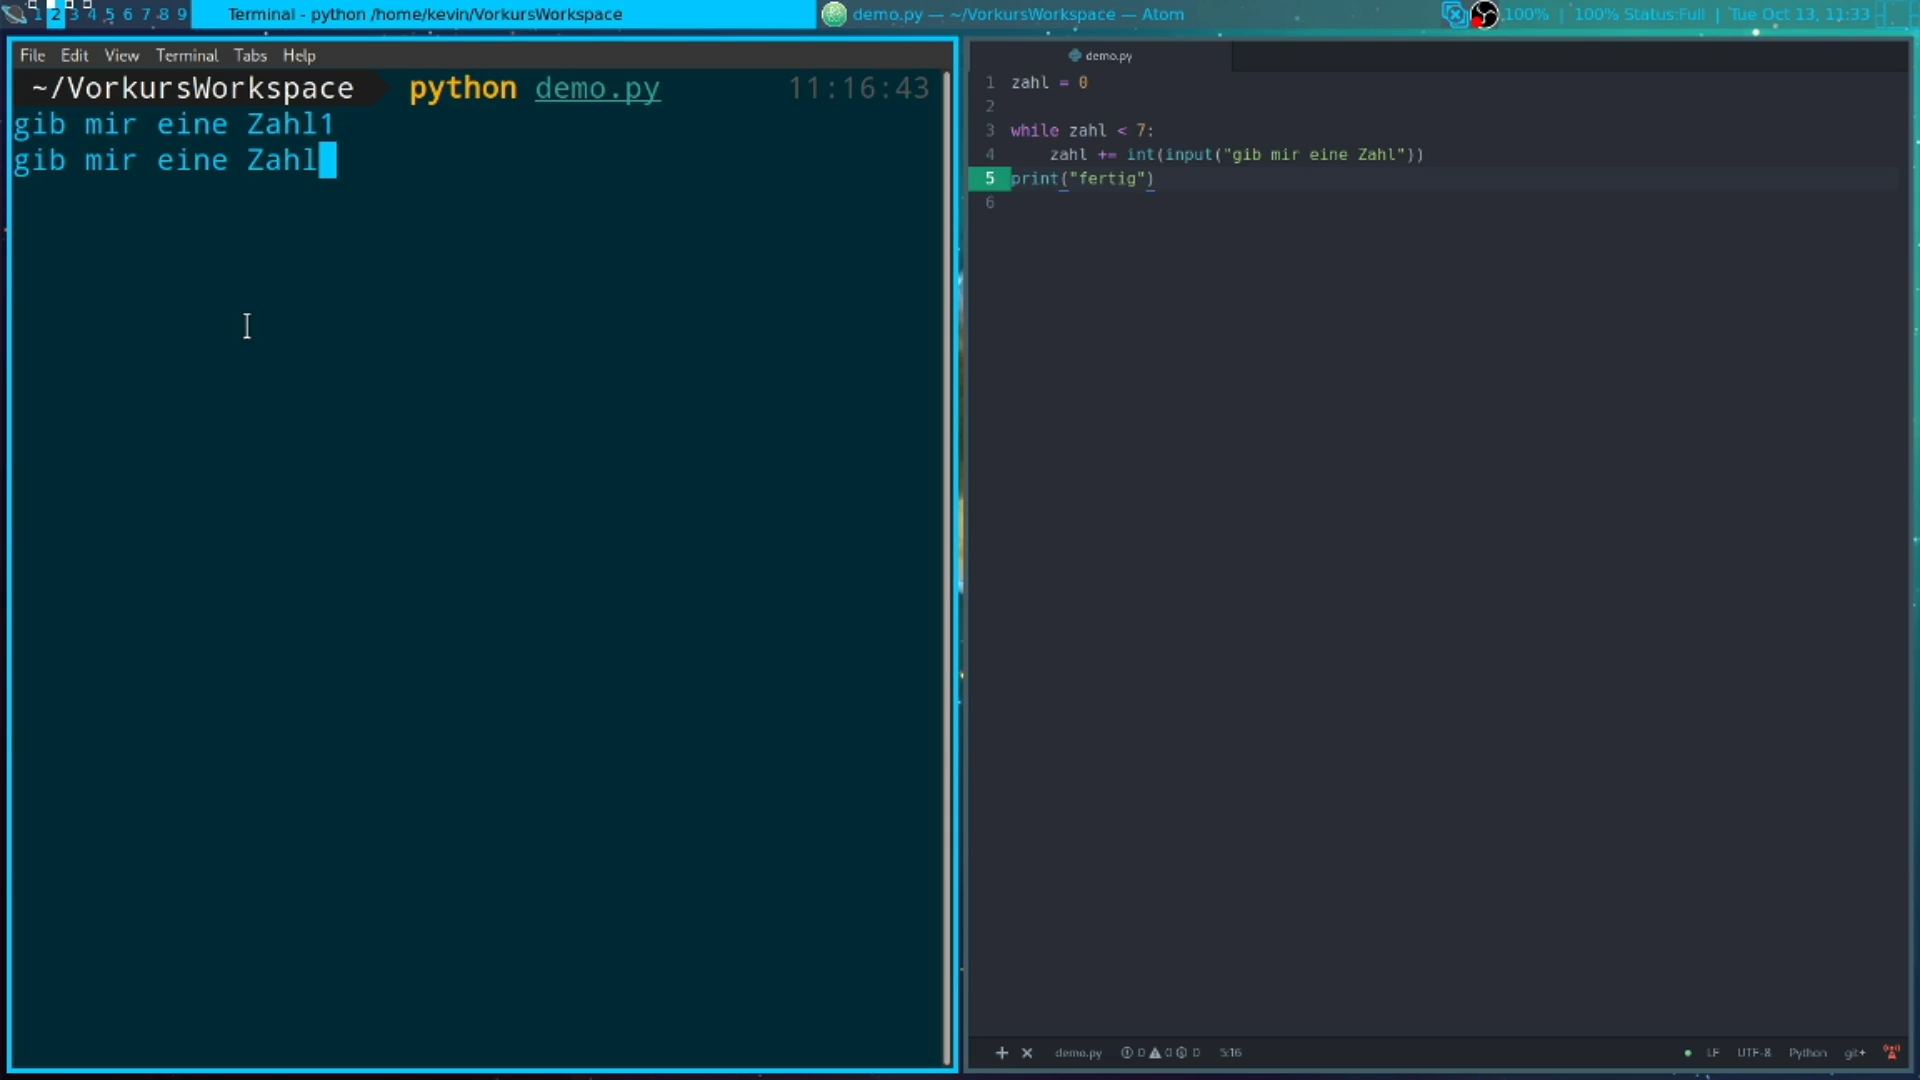 1 2 3 4 5 6 7 8 9 Terminal - python /home/kevin/VorkursWorkspace demo.py — ~/VorkursWorkspace — Atom 100% | 100% Status:Full | Tue Oct 13, 11:33
File Edit View Terminal Tabs Help
~/VorkursWorkspace python demo.py 11:16:43
gib mir eine Zahl1
gib mir eine Zahl
demo.py
1 zahl = 0
2
3 while zahl < 7:
4     zahl += int(input("gib mir eine Zahl"))
5 print("fertig")
6
+ × demo.py 0 0 0 5:16 LF UTF-8 Python git+